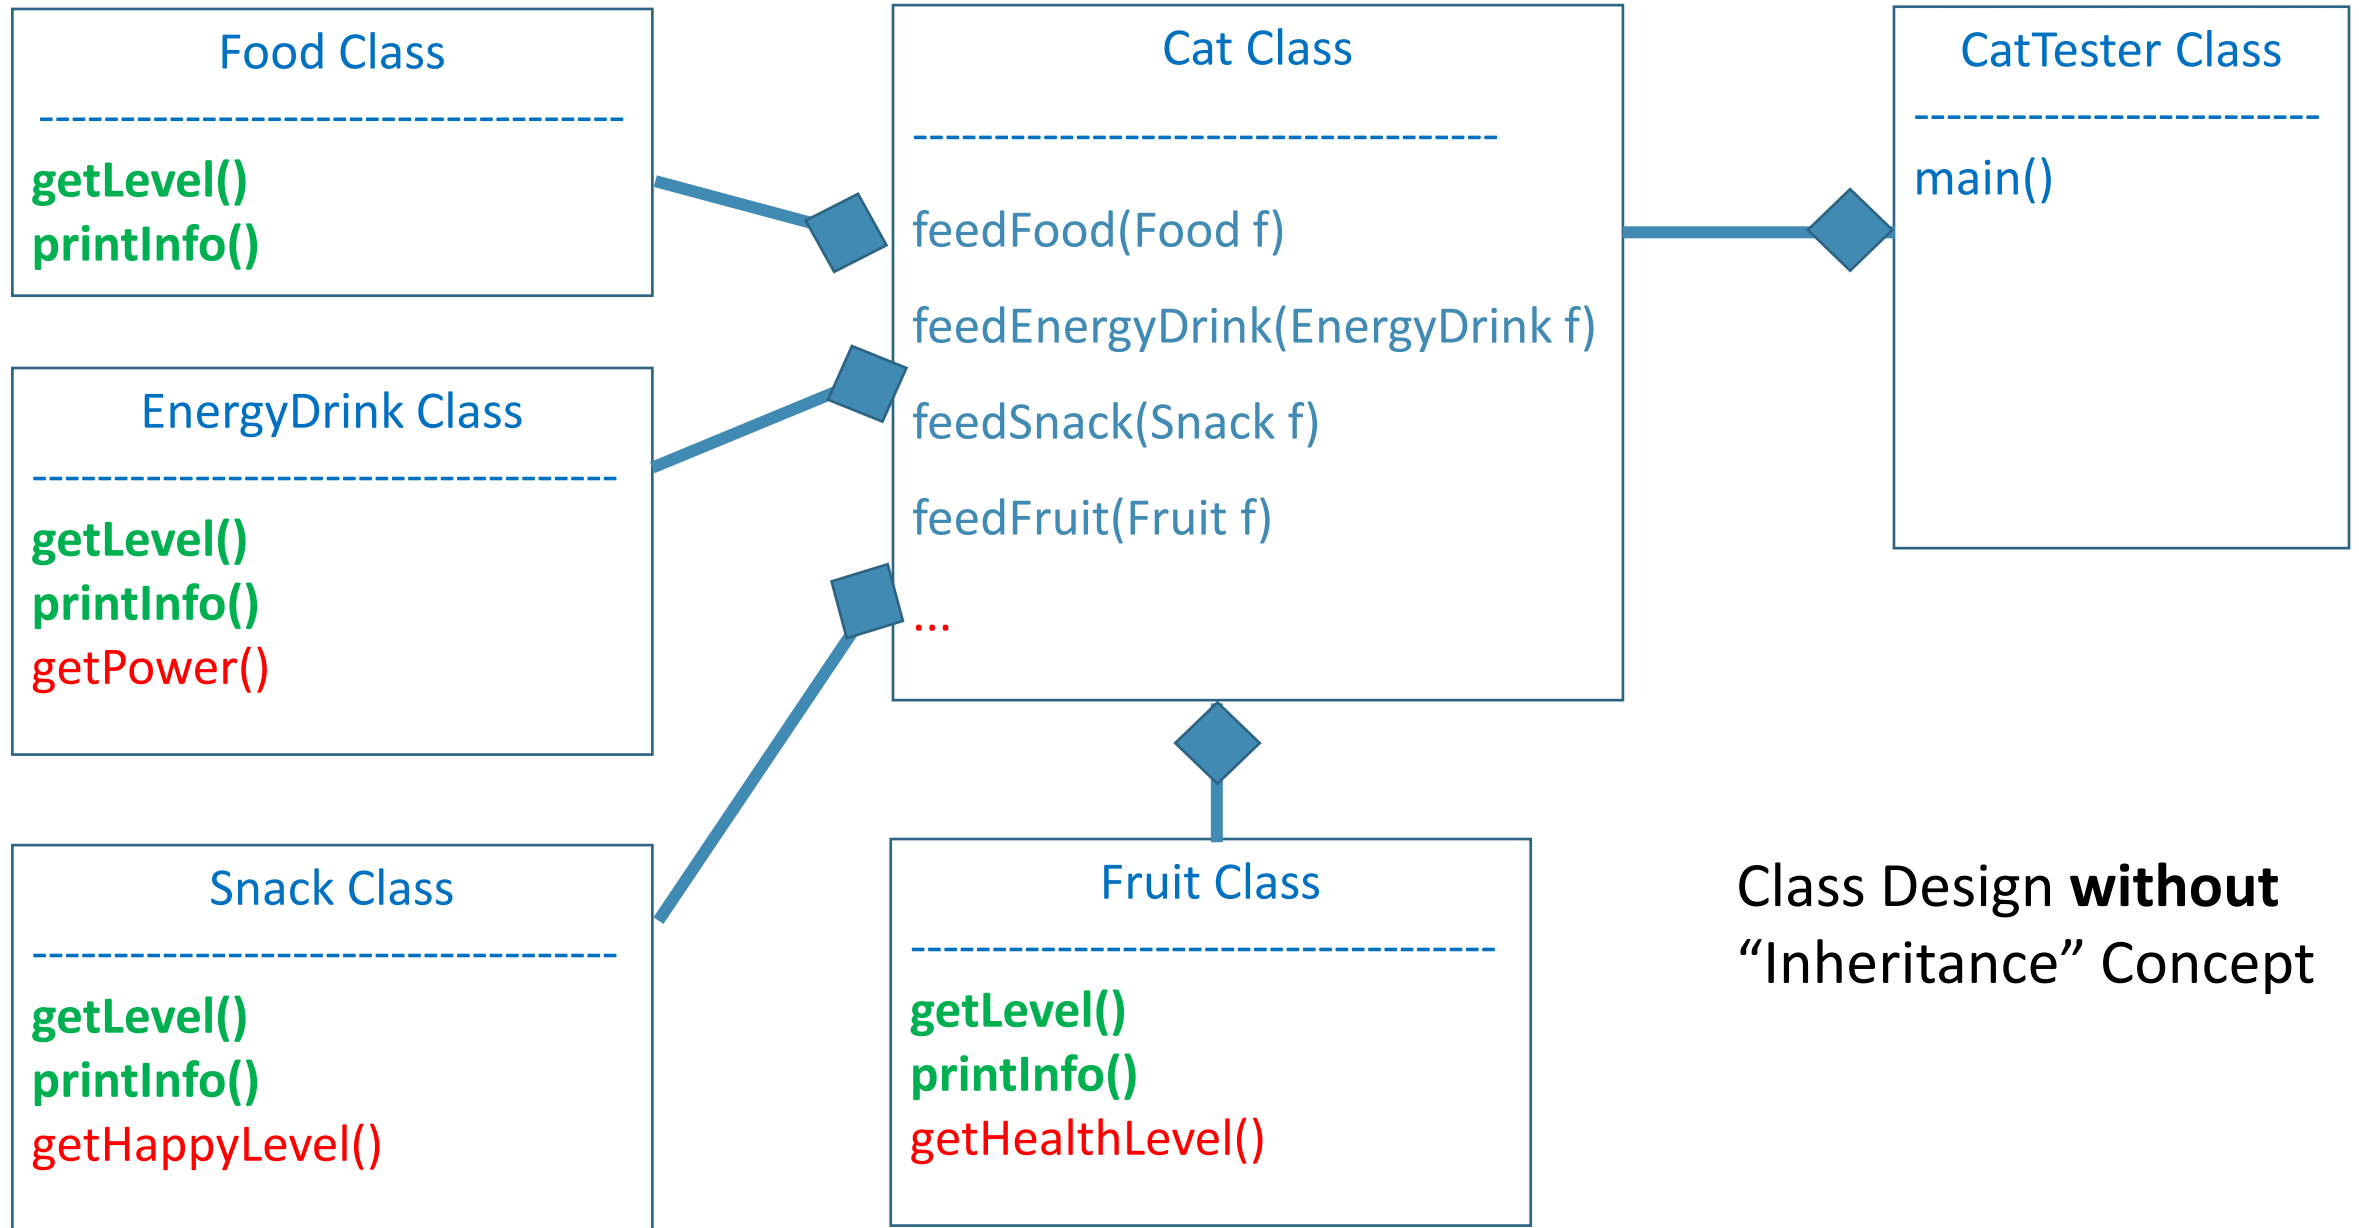 Food Class
---------------------------------------
getLevel()
printInfo()
EnergyDrink Class
---------------------------------------
getLevel()
printInfo()
getPower()
Snack Class
---------------------------------------
getLevel()
printInfo()
getHappyLevel()
Cat Class
---------------------------------------
feedFood(Food f)
feedEnergyDrink(EnergyDrink f)
feedSnack(Snack f)
feedFruit(Fruit f)
...
Fruit Class
---------------------------------------
getLevel()
printInfo()
getHealthLevel()
CatTester Class
---------------------------
main()
Class Design without
“Inheritance” Concept